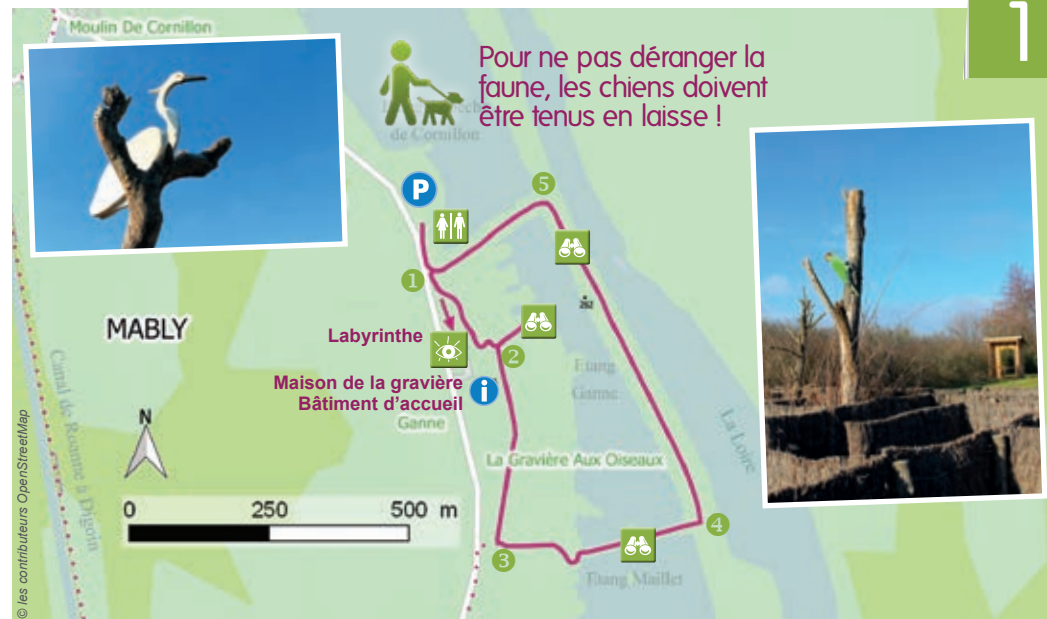 1
Moulin De Cornillon
Pour ne pas déranger la
faune, les chiens doivent
être tenus en laisse !
de Cornillon
P
5
1
262
MABLY
Labyrinthe
2
Maison de la gravière
Bâtiment d'accueil
i
Etang
Ganne
Ganne
Canal de Roanne à Digoin
La Loire
La Gravière Aux Oiseaux
N
0 250 500 m
4
3
Etang Maillet
© les contributeurs OpenStreetMap